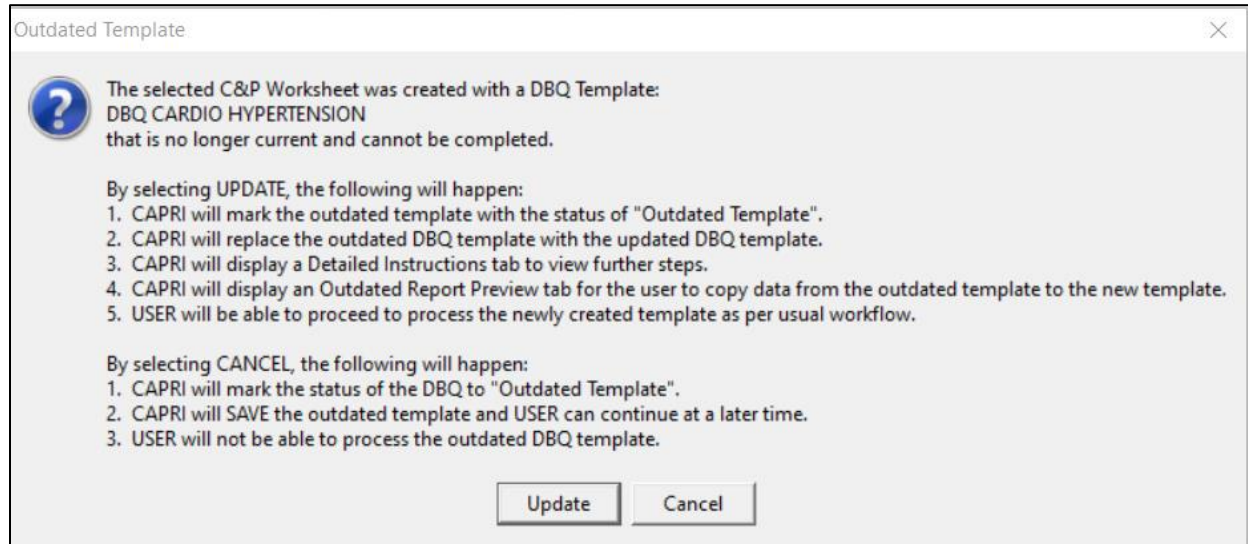 Outdated Template
The selected C&P Worksheet was created with a DBQ Template:
DBQ CARDIO HYPERTENSION
that is no longer current and cannot be completed.
By selecting UPDATE, the following will happen:
1. CAPRI will mark the outdated template with the status of "Outdated Template".
2. CAPRI will replace the outdated DBQ template with the updated DBQ template.
3. CAPRI will display a Detailed Instructions tab to view further steps.
4. CAPRI will display an Outdated Report Preview tab for the user to copy data from the outdated template to the new template.
5. USER will be able to proceed to process the newly created template as per usual workflow.
By selecting CANCEL, the following will happen:
1. CAPRI will mark the status of the DBQ to "Outdated Template".
2. CAPRI will SAVE the outdated template and USER can continue at a later time.
3. USER will not be able to process the outdated DBQ template.
Update Cancel